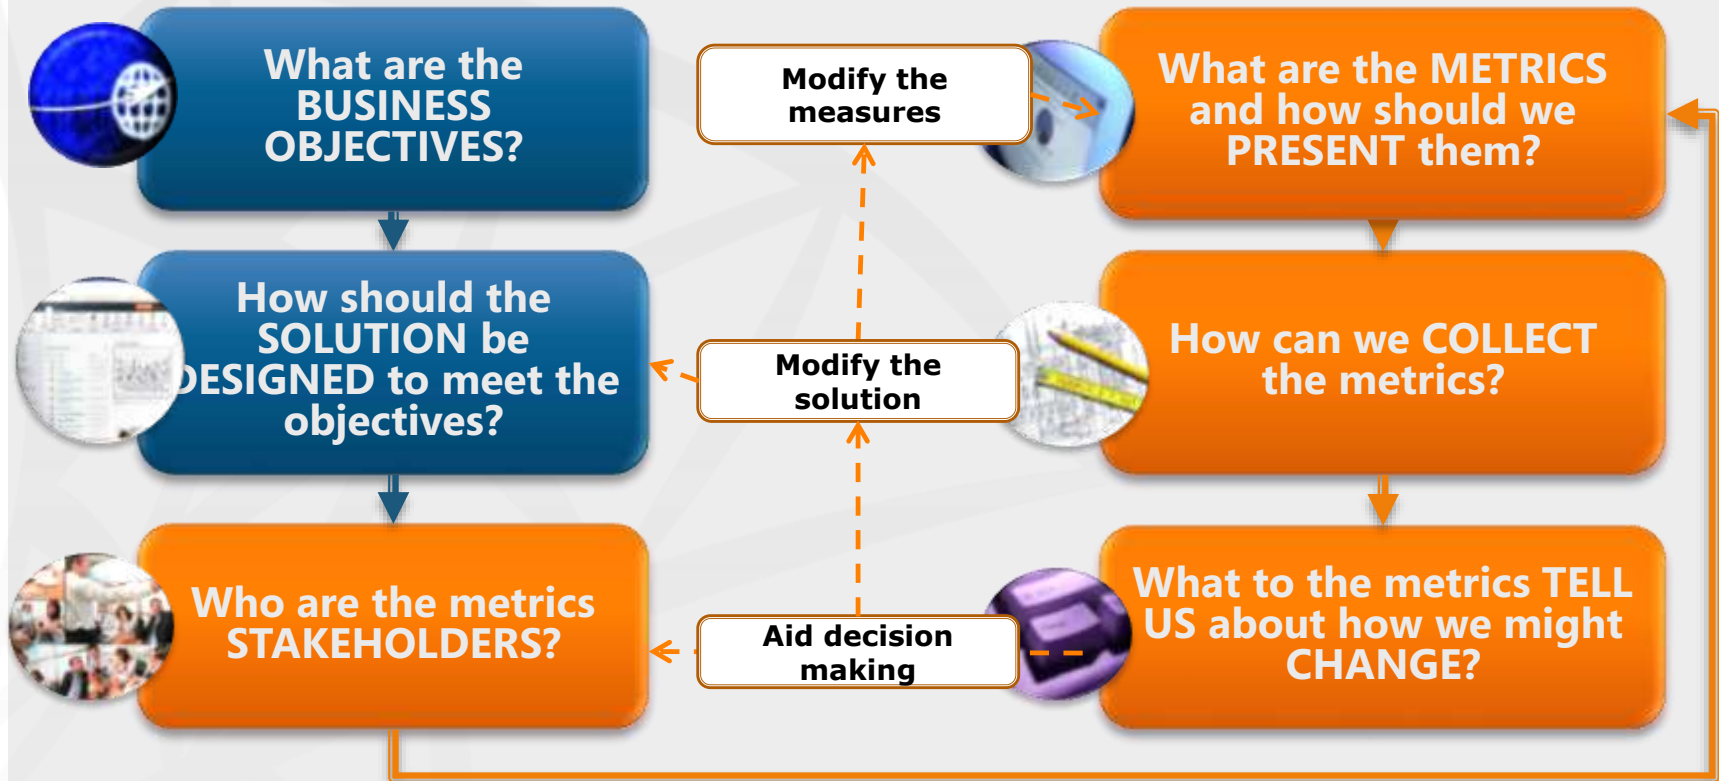 What are the
BUSINESS
OBJECTIVES?
How should the
SOLUTION be
DESIGNED to meet the
objectives?
Who are the metrics
STAKEHOLDERS?
Modify the
measures
Modify the
solution
Aid decision
making
What are the METRICS
and how should we
PRESENT them?
How can we COLLECT
the metrics?
What to the metrics TELL
US about how we might
CHANGE?